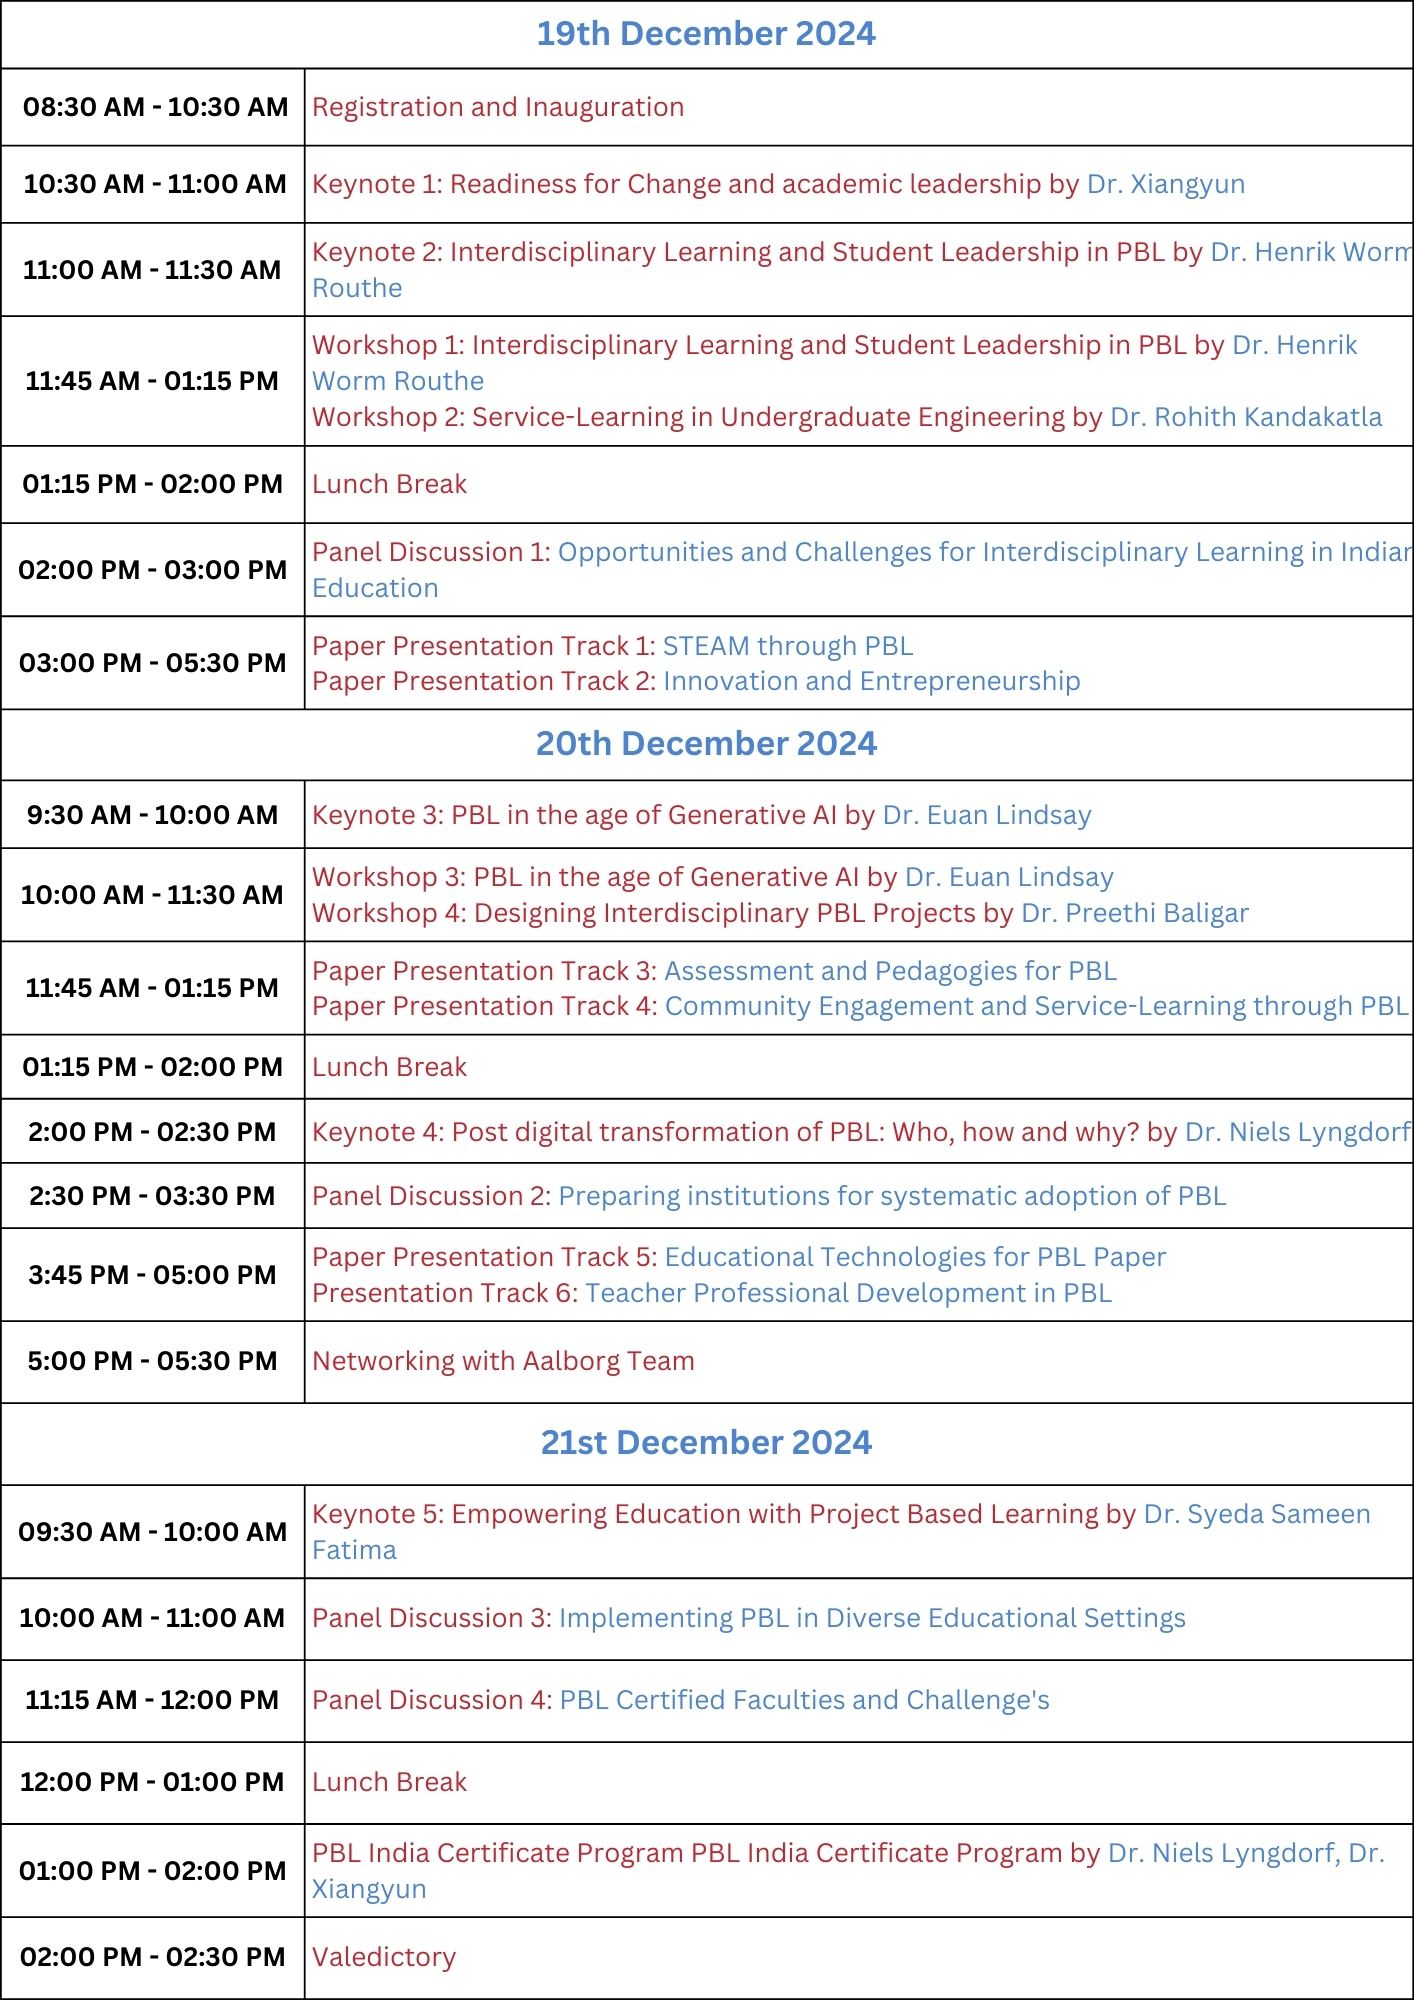 19th December 2024
08:30 AM - 10:30 AM
Registration and Inauguration
10:30 AM - 11:00 AM
Keynote 1: Readiness for Change and academic leadership by Dr. Xiangyun
11:00 AM - 11:30 AM
Keynote 2: Interdisciplinary Learning and Student Leadership in PBL by Dr. Henrik Worm
Routhe
11:45 AM - 01:15 PM
Workshop 1: Interdisciplinary Learning and Student Leadership in PBL by Dr. Henrik
Worm Routhe
Workshop 2: Service-Learning in Undergraduate Engineering by Dr. Rohith Kandakatla
01:15 PM - 02:00 PM
Lunch Break
02:00 PM - 03:00 PM
Panel Discussion 1: Opportunities and Challenges for Interdisciplinary Learning in Indian
Education
03:00 PM - 05:30 PM
Paper Presentation Track 1: STEAM through PBL
Paper Presentation Track 2: Innovation and Entrepreneurship
20th December 2024
9:30 AM - 10:00 AM
Keynote 3: PBL in the age of Generative AI by Dr. Euan Lindsay
10:00 AM - 11:30 AM
Workshop 3: PBL in the age of Generative AI by Dr. Euan Lindsay
Workshop 4: Designing Interdisciplinary PBL Projects by Dr. Preethi Baligar
11:45 AM - 01:15 PM
Paper Presentation Track 3: Assessment and Pedagogies for PBL
Paper Presentation Track 4: Community Engagement and Service-Learning through PBL
01:15 PM - 02:00 PM
Lunch Break
2:00 PM - 02:30 PM
Keynote 4: Post digital transformation of PBL: Who, how and why? by Dr. Niels Lyngdorf
2:30 PM - 03:30 PM
Panel Discussion 2: Preparing institutions for systematic adoption of PBL
3:45 PM - 05:00 PM
Paper Presentation Track 5: Educational Technologies for PBL Paper
Presentation Track 6: Teacher Professional Development in PBL
5:00 PM - 05:30 PM
Networking with Aalborg Team
21st December 2024
09:30 AM - 10:00 AM
Keynote 5: Empowering Education with Project Based Learning by Dr. Syeda Sameen
Fatima
10:00 AM - 11:00 AM
Panel Discussion 3: Implementing PBL in Diverse Educational Settings
11:15 AM - 12:00 PM
Panel Discussion 4: PBL Certified Faculties and Challenge's
12:00 PM - 01:00 PM
Lunch Break
01:00 PM - 02:00 PM
PBL India Certificate Program PBL India Certificate Program by Dr. Niels Lyngdorf, Dr.
Xiangyun
02:00 PM - 02:30 PM
Valedictory